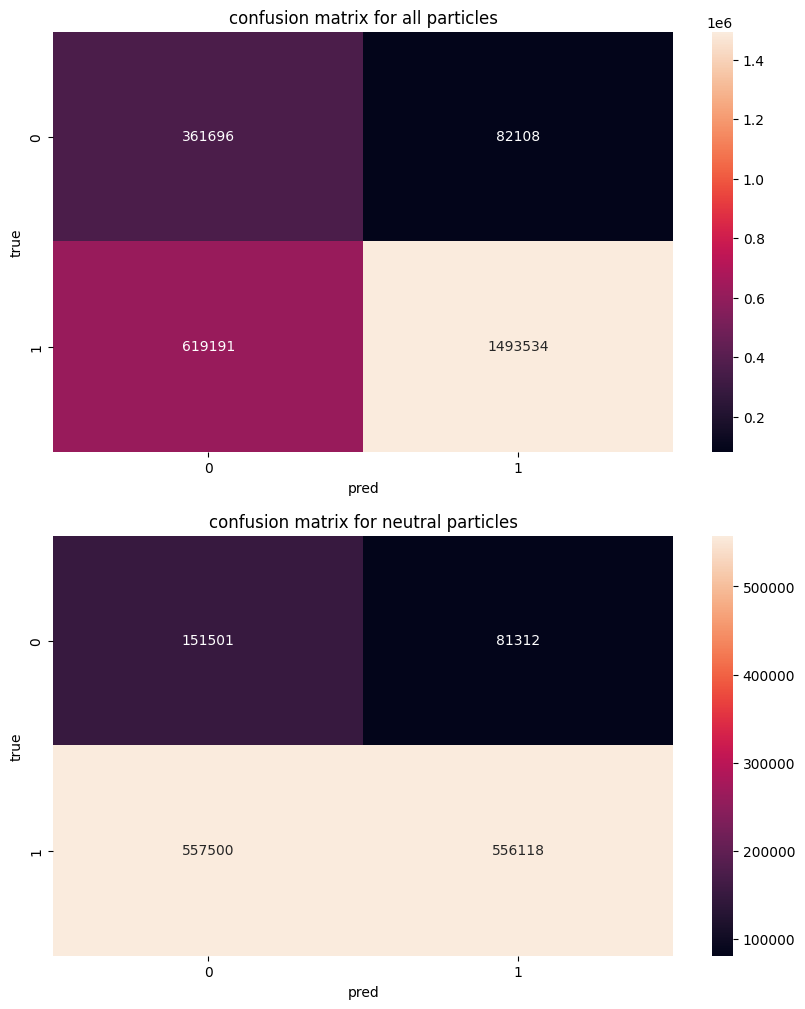 confusion matrix for all particles
1e6
0 361696 82108
1 619191 1493534
true
0 1
pred
1.4
1.2
1.0
0.8
0.6
0.4
0.2
confusion matrix for neutral particles
0 151501 81312
1 557500 556118
true
0 1
pred
500000
400000
300000
200000
100000